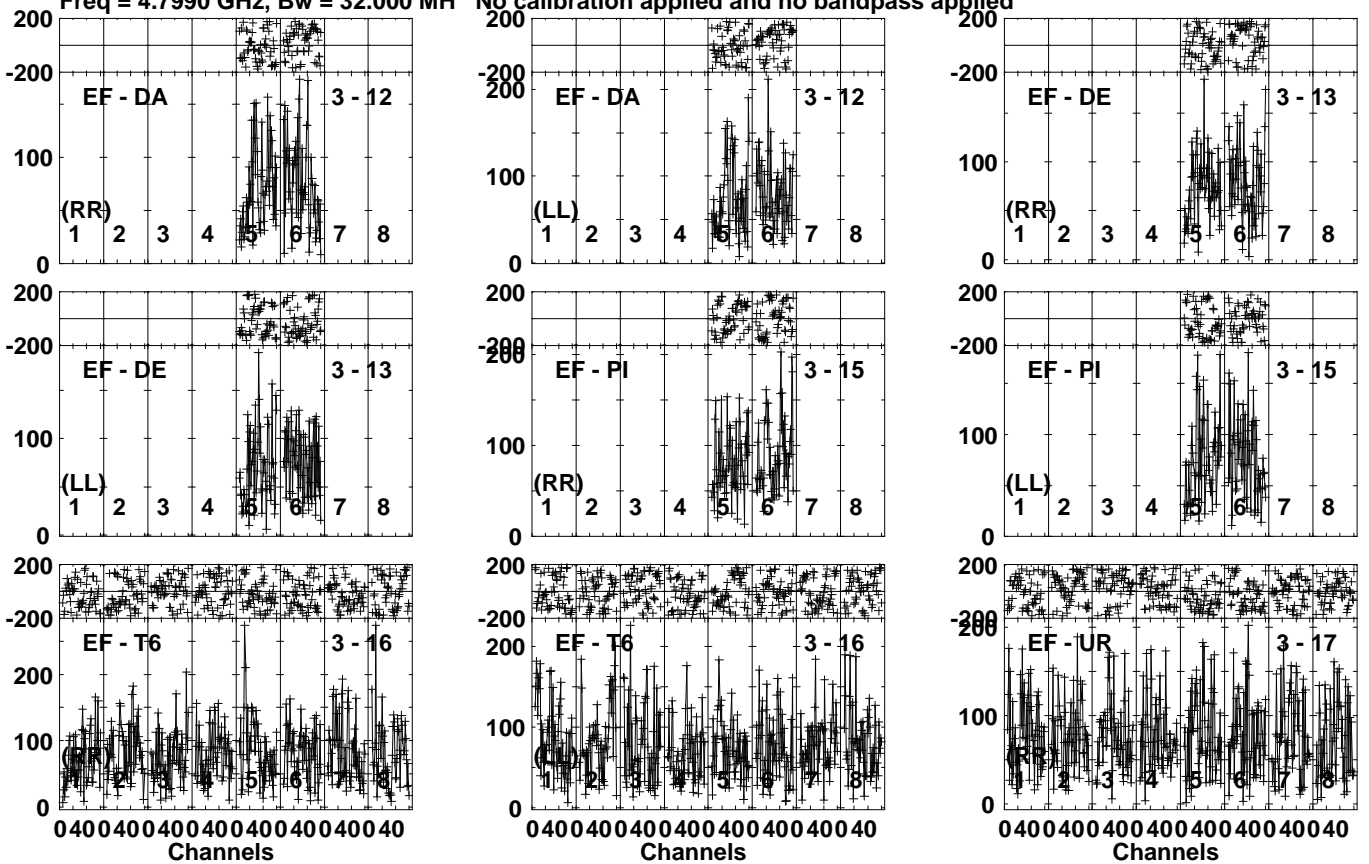 Freq = 4.7990 GHz, Bw = 32.000 MH No calibration applied and no bandpass applied
200 200 200
-200 -200 -200
EF - DA 3 - 12 200 EF - DA 3 - 12 EF - DE 3 - 13
100 100 100
(RR) (LL) (RR)
1 2 3 4 5 6 7 8 1 2 3 4 5 6 7 8 1 2 3 4 5 6 7 8
0 0 0
200 200 200
-200 -200 -200
EF - DE 3 - 13 200 EF - PI 3 - 15 EF - PI 3 - 15
100 100 100
(LL) (RR) (LL)
1 2 3 4 5 6 7 8 1 2 3 4 5 6 7 8 1 2 3 4 5 6 7 8
0 0 0
200 200 200
-200 -200 -200
EF - T6 3 - 16 EF - T6 3 - 16 200 EF - UR 3 - 17
200 200
100 100 100
(RR) (LL) (RR)
1 2 3 4 5 6 7 8 1 2 3 4 5 6 7 8 1 2 3 4 5 6 7 8
0 0 0
0 40 0 40 0 40 0 40 0 40 0 40 0 40 0 40 0 40 0 40 0 40 0 40 0 40 0 40 0 40 0 40 0 40 0 40 0 40 0 40 0 40 0 40 0 40 0 40
Channels Channels Channels